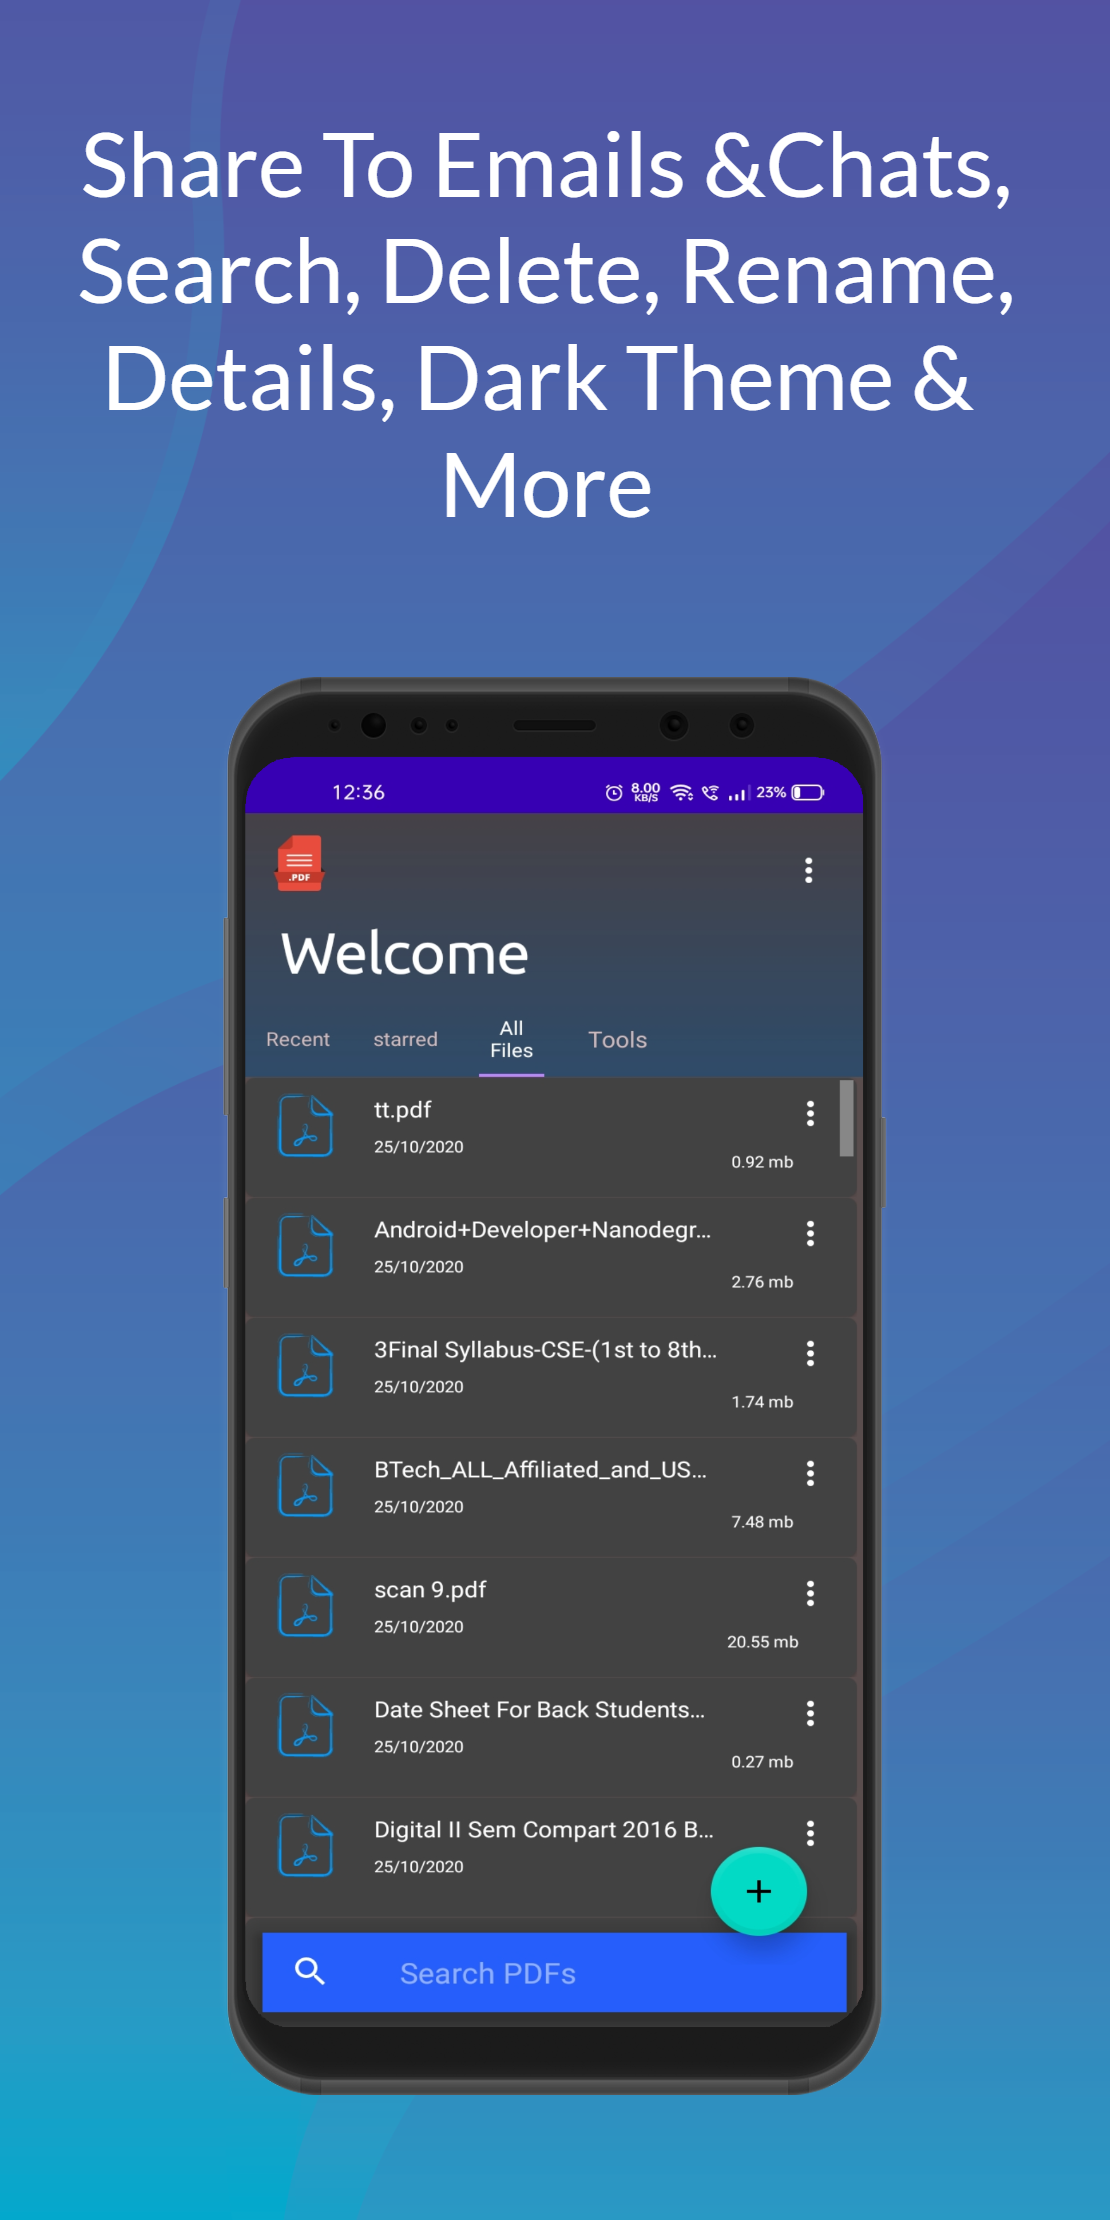 Share To Emails &Chats,
Search, Delete, Rename,
Details, Dark Theme &
More
12:36
8.00
KB/S
23%
.PDF
Welcome
Recent
starred
All
Files
Tools
tt.pdf
25/10/2020
0.92 mb
Android+Developer+Nanodegr...
25/10/2020
2.76 mb
3Final Syllabus-CSE-(1st to 8th...
25/10/2020
1.74 mb
BTech_ALL_Affiliated_and_US...
25/10/2020
7.48 mb
scan 9.pdf
25/10/2020
20.55 mb
Date Sheet For Back Students...
25/10/2020
0.27 mb
Digital II Sem Compart 2016 B...
25/10/2020
+
Search PDFs